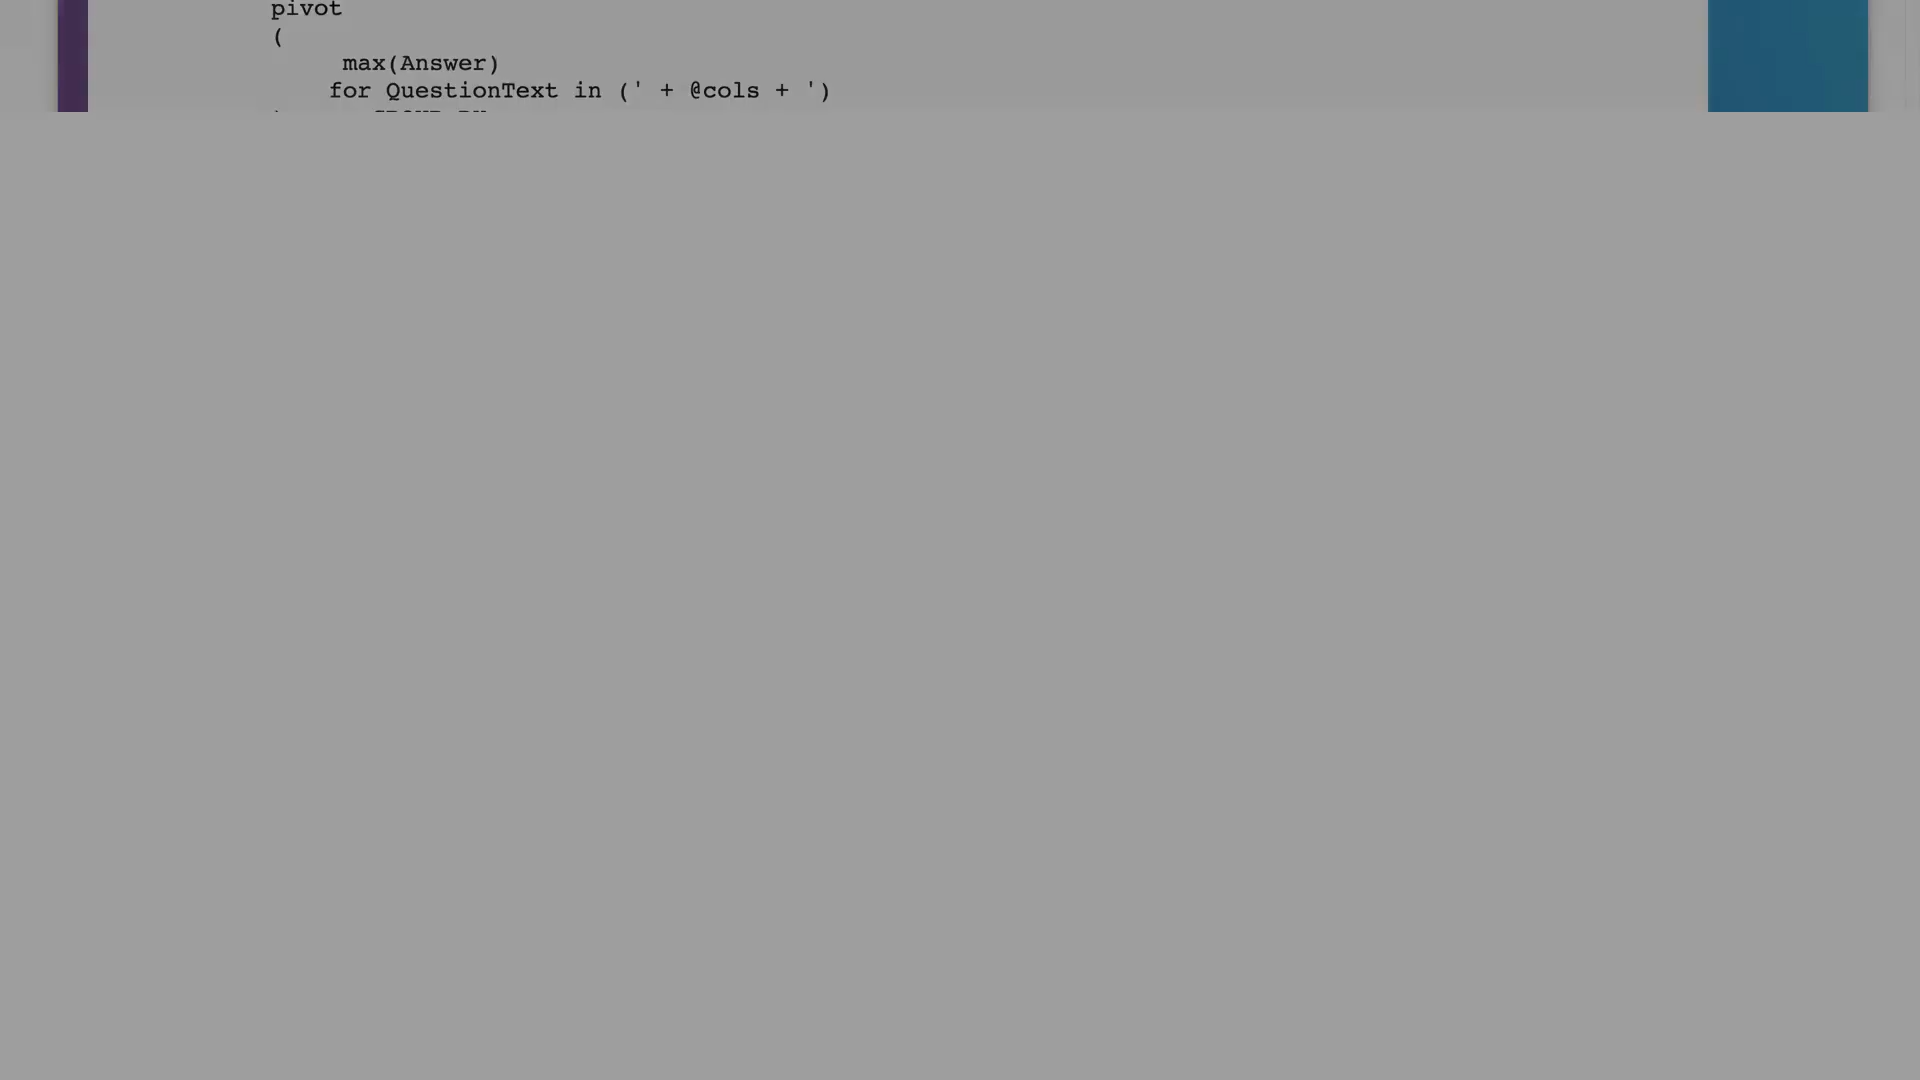 pivot
(
max(Answer)
for QuestionText in (' + @cols + ')